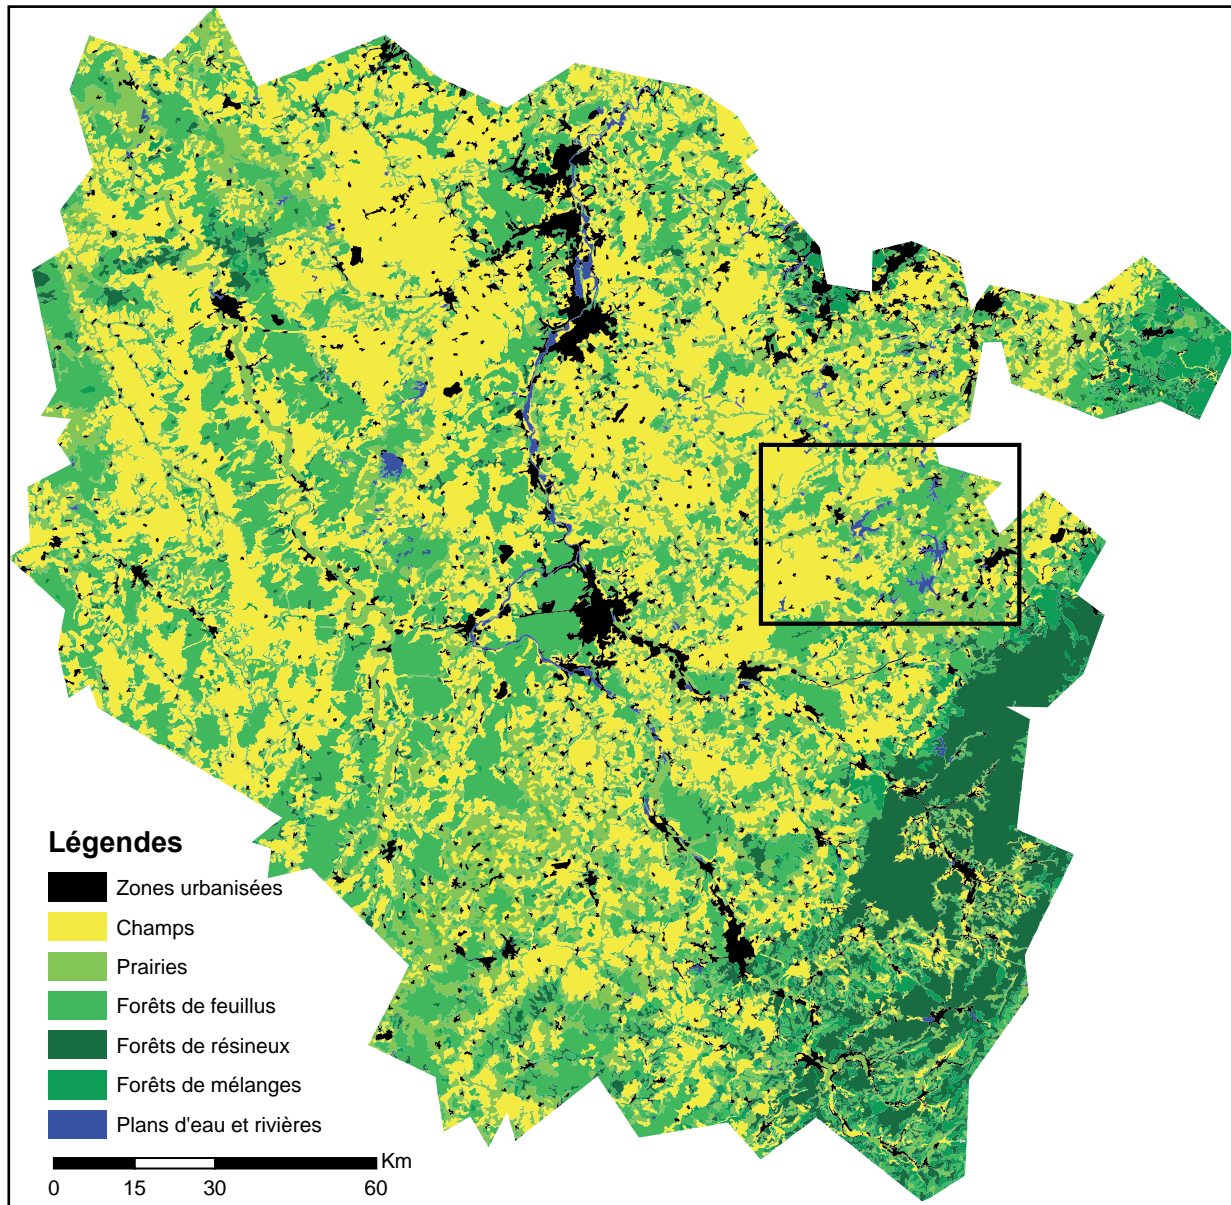 Légendes
Zones urbanisées
Champs
Prairies
Forêts de feuillus
Forêts de résineux
Forêts de mélanges
Plans d'eau et rivières
Km
0 15 30 60